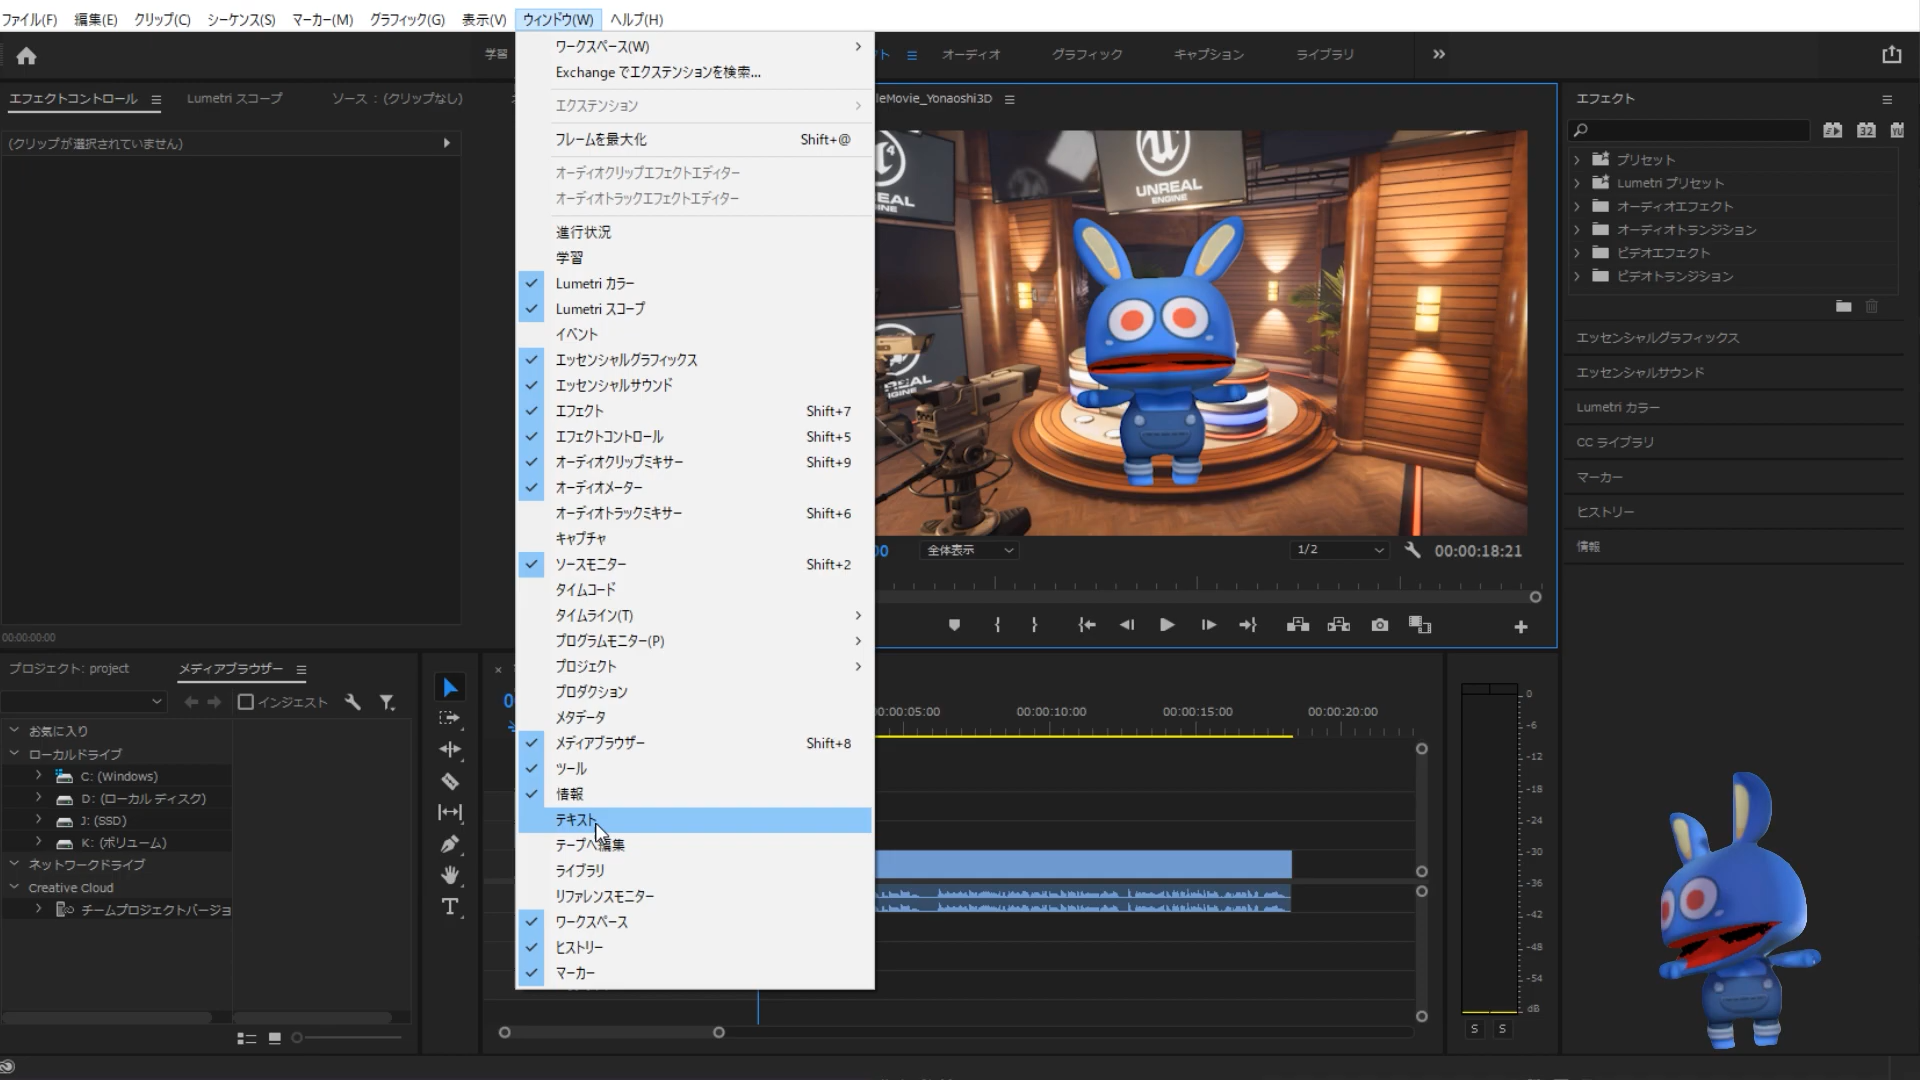 ファイル(F) 編集(E) クリップ(C) シーケンス(S) マーカー(M) グラフィック(G) 表示(V) ウィンドウ(W) ヘルプ(H)
学習
オーディオ グラフィック キャプション ライブラリ
エフェクトコントロール Lumetri スコープ ソース：(クリップなし)
(クリップが選択されていません)
00:00:00:00
ワークスペース(W)
Exchange でエクステンションを検索...
エクステンション
フレームを最大化 Shift+@
オーディオクリップエフェクトエディター
オーディオトラックエフェクトエディター
進行状況
学習
Lumetri カラー
Lumetri スコープ
イベント
エッセンシャルグラフィックス
エッセンシャルサウンド
エフェクト Shift+7
エフェクトコントロール Shift+5
オーディオクリップミキサー Shift+9
オーディオメーター
オーディオトラックミキサー Shift+6
キャプチャ
ソースモニター Shift+2
タイムコード
タイムライン(T)
プログラムモニター(P)
プロジェクト
プロダクション
メタデータ
メディアブラウザー Shift+8
ツール
情報
テキスト
テープへ編集
ライブラリ
リファレンスモニター
ワークスペース
ヒストリー
マーカー
leMovie_Yonaoshi3D
UNREAL
ENGINE
全体表示 1/2 00:00:18:21
エフェクト
32
プリセット
Lumetri プリセット
オーディオエフェクト
オーディオトランジション
ビデオエフェクト
ビデオトランジション
エッセンシャルグラフィックス
エッセンシャルサウンド
Lumetri カラー
CC ライブラリ
マーカー
ヒストリー
情報
プロジェクト: project メディアブラウザー
インジェスト
お気に入り
ローカルドライブ
C: (Windows)
D: (ローカル ディスク)
J: (SSD)
K: (ボリューム)
ネットワークドライブ
Creative Cloud
チームプロジェクトバージョ
T
00:00:05:00 00:00:10:00 00:00:15:00 00:00:20:00
0
-6
-12
-18
-24
-30
-36
-42
-48
-54
dB
S S